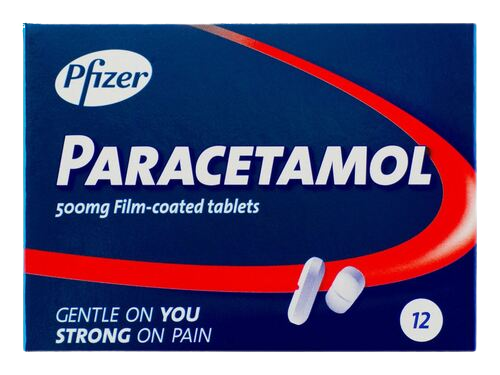 Pfizer
PARACETAMOL
500mg Film-coated tablets
GENTLE ON YOU
STRONG ON PAIN
12